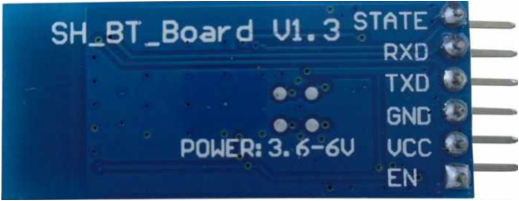 SH_BT_Board V1.3
STATE
RXD
TXD
GND
POWER: 3.6-6V
VCC
EN